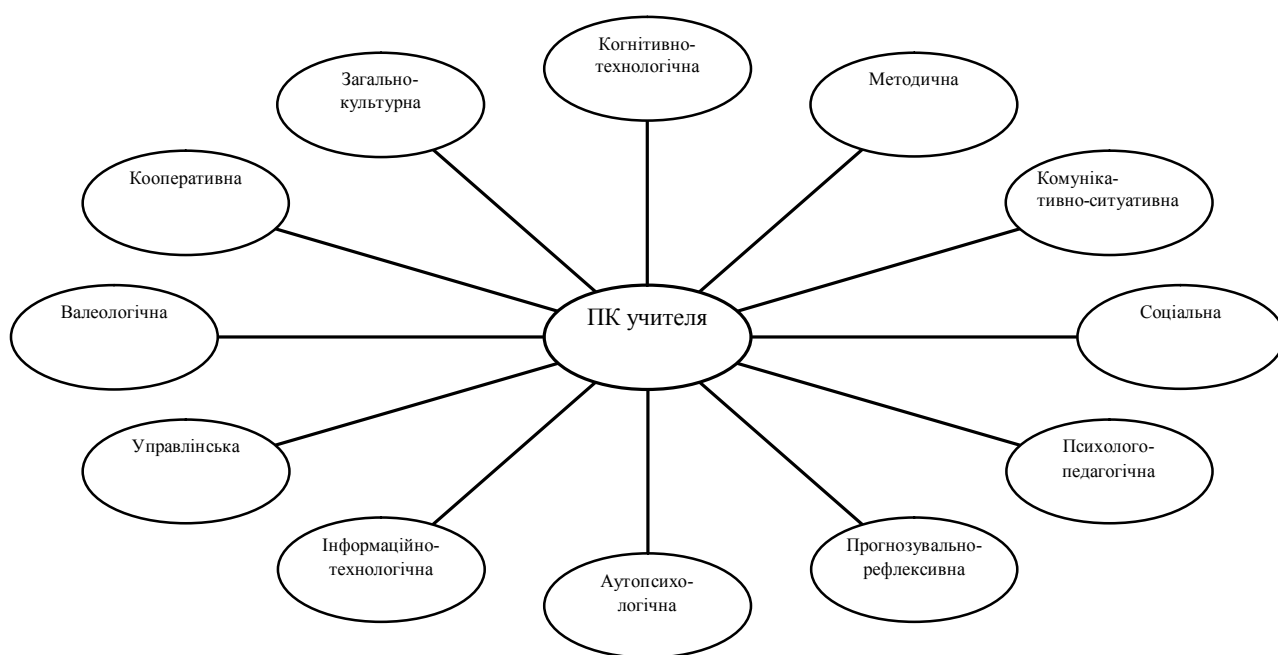 Когнітивно-
технологічна
Загально-
культурна
Методична
Кооперативна
Комуніка-
тивно-ситуативна
Валеологічна
ПК учителя
Соціальна
Управлінська
Психолого-
педагогічна
Інформаційно-
технологічна
Прогнозувально-
рефлексивна
Аутопсихо-
логічна